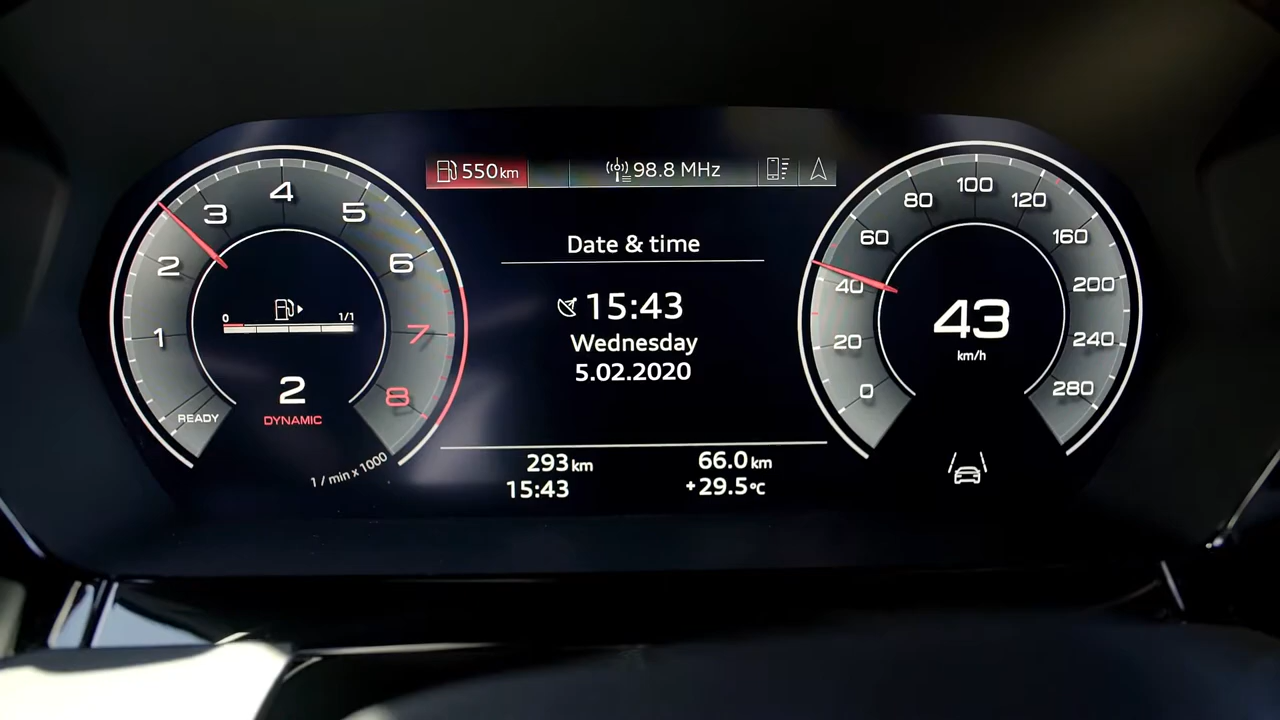 550 km 98.8 MHz
READY 1 2 3 4 5 6 7 8
0 1/1
2
DYNAMIC
1 / min x 1000
Date & time
15:43
Wednesday
5.02.2020
293 km 66.0 km
15:43 +29.5°C
0 20 40 60 80 100 120 160 200 240 280
43
km/h